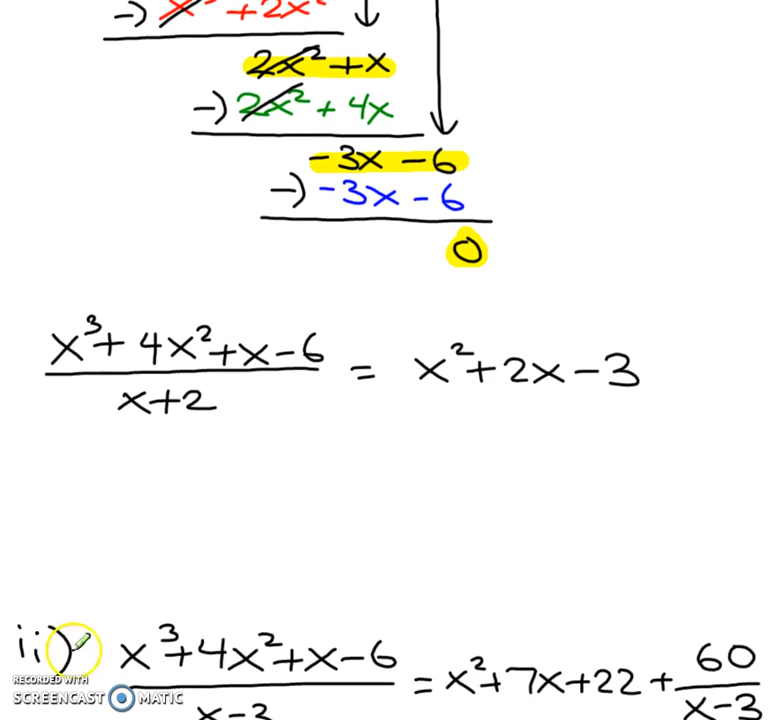 -) x³ + 2x²
2x² + x
-) 2x² + 4x
-3x - 6
-) -3x - 6
0
x³ + 4x² + x - 6
x + 2
= x² + 2x - 3
ii) x³ + 4x² + x - 6
= x² + 7x + 22 + 60
x - 3
RECORDED WITH
SCREENCAST MATIC